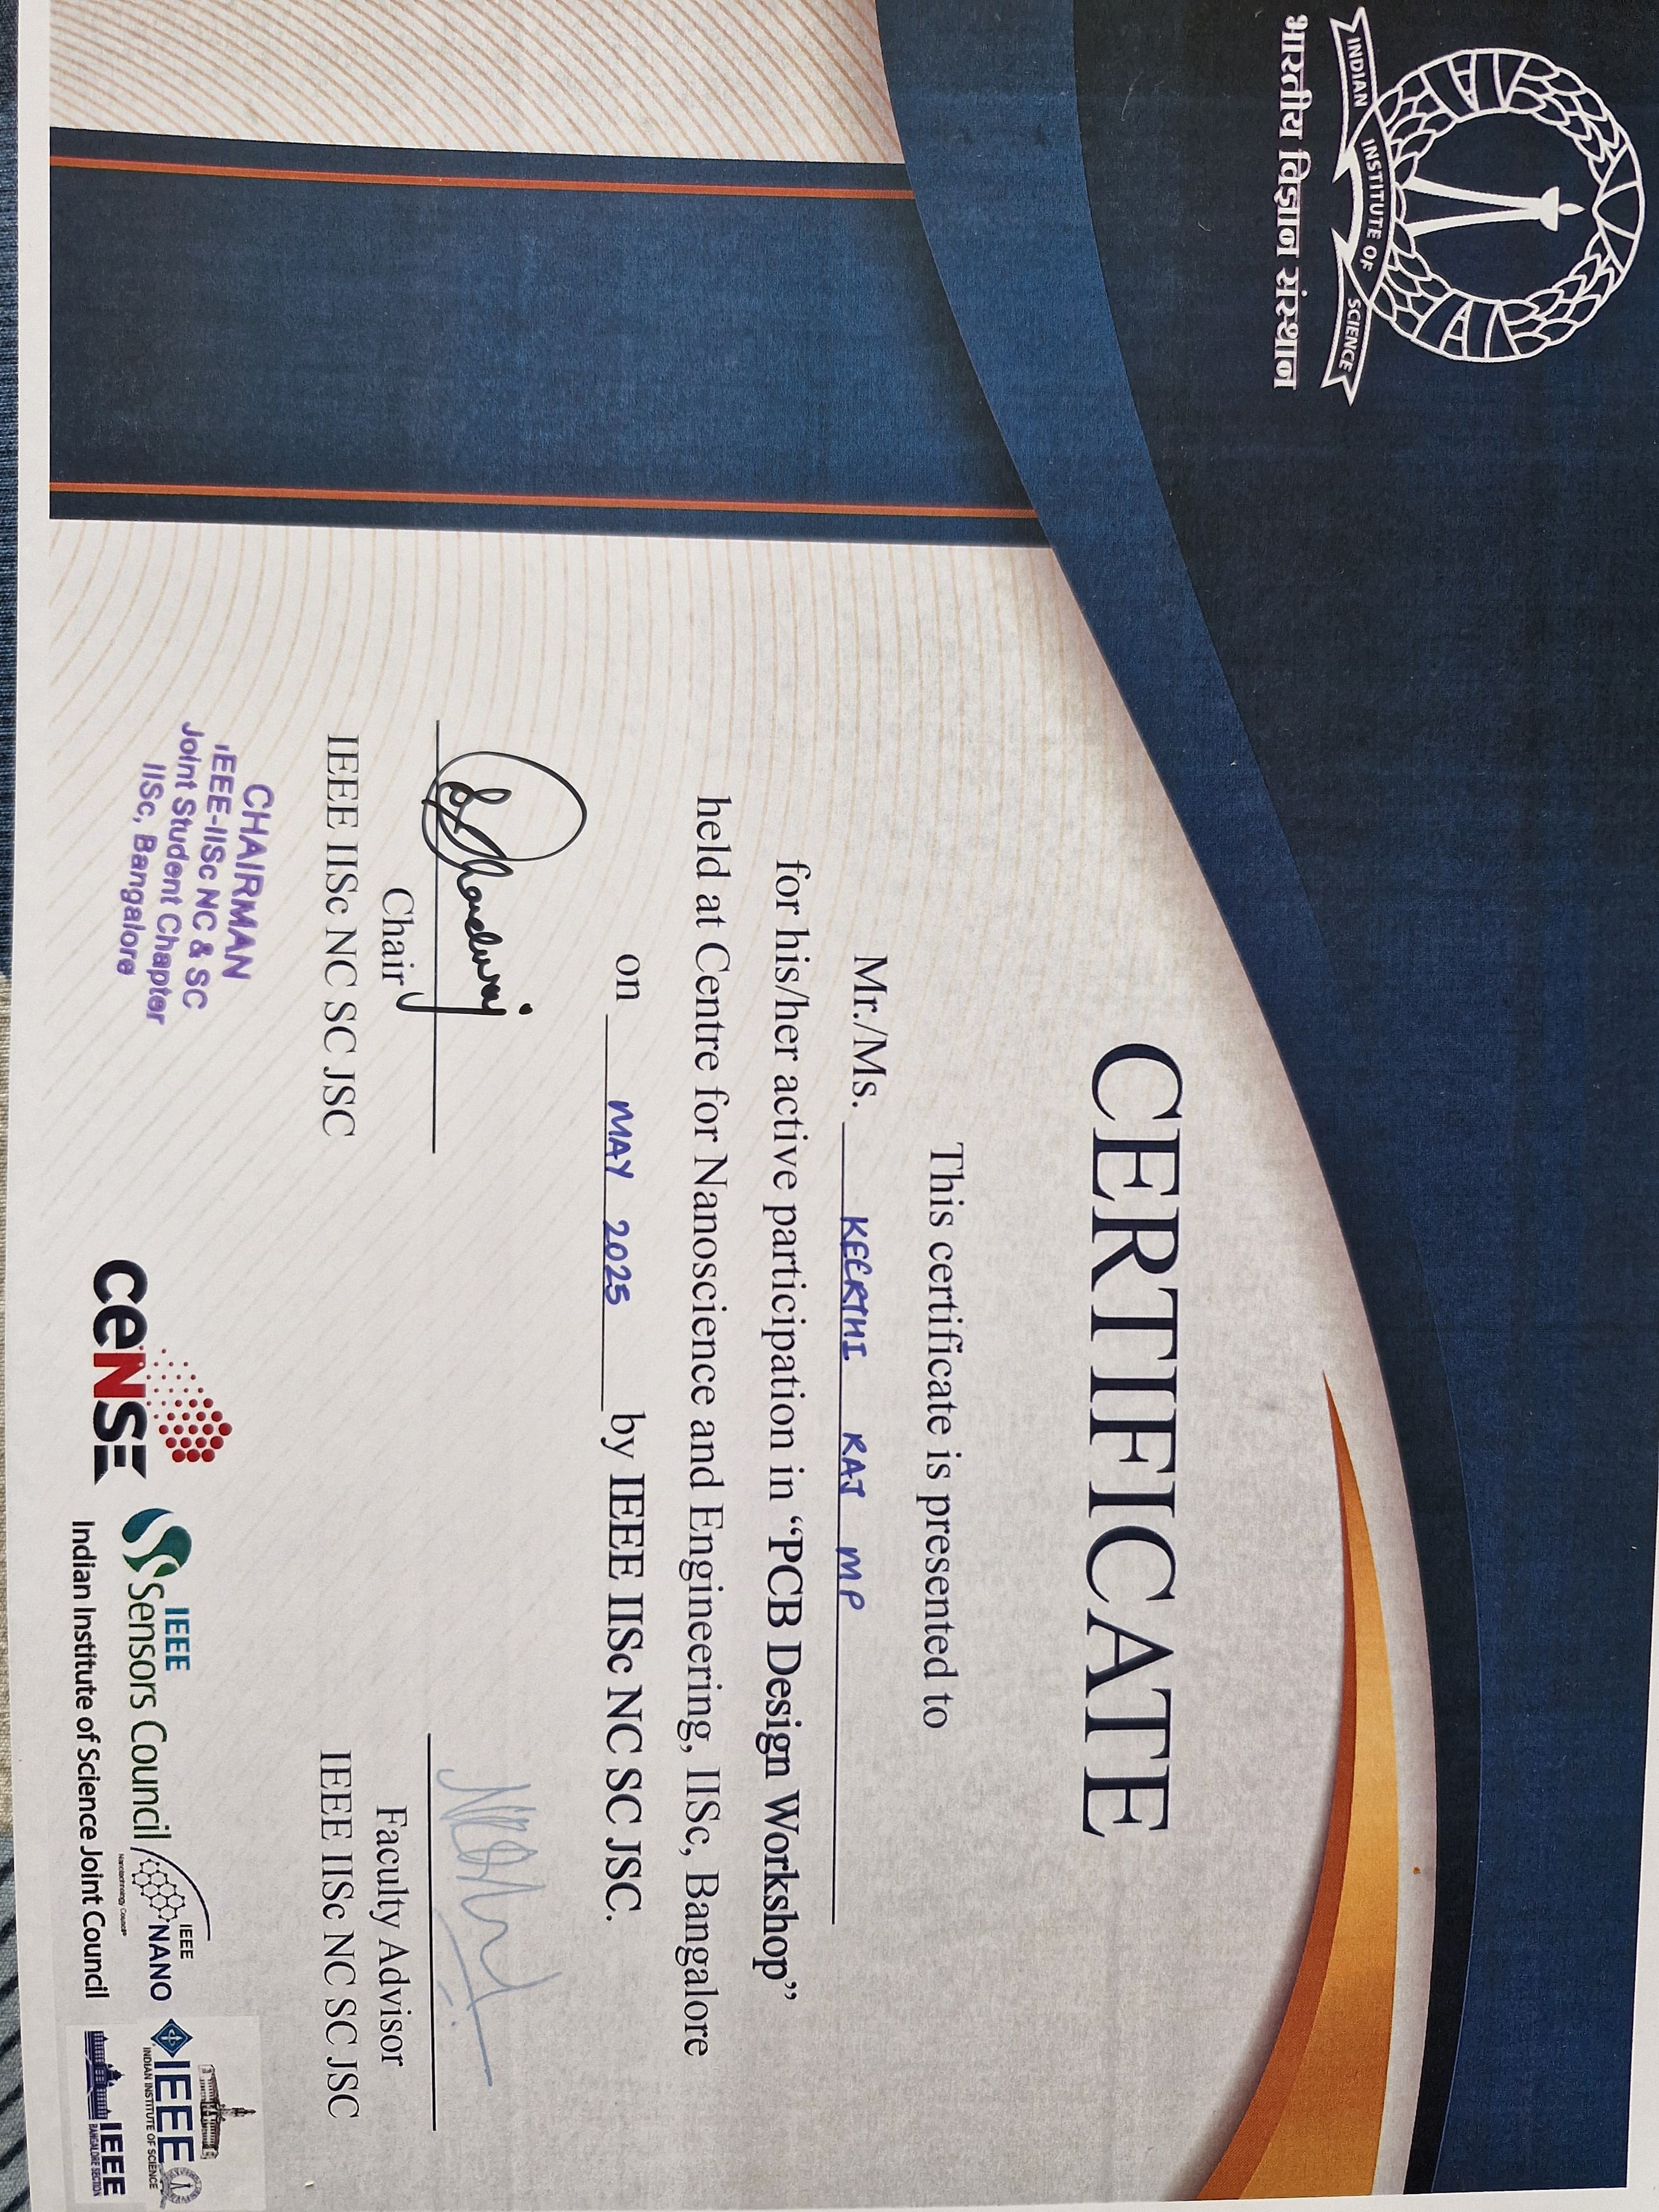 INDIAN INSTITUTE OF SCIENCE
भारतीय विज्ञान संस्थान
CERTIFICATE
This certificate is presented to
Mr./Ms. KEERTHI RAJ MP
for his/her active participation in “PCB Design Workshop”
held at Centre for Nanoscience and Engineering, IISc, Bangalore
on MAY 2025 by IEEE IISc NC SC JSC.
Chair
IEEE IISc NC SC JSC
Faculty Advisor
IEEE IISc NC SC JSC
CHAIRMAN
IEEE-IISc NC & SC
Joint Student Chapter
IISc, Bangalore
CeNSE
IEEE
Sensors Council
IEEE
NANO
Nanotechnology Council
Indian Institute of Science Joint Council
IEEE
INDIAN INSTITUTE OF SCIENCE
IEEE
BANGALORE SECTION